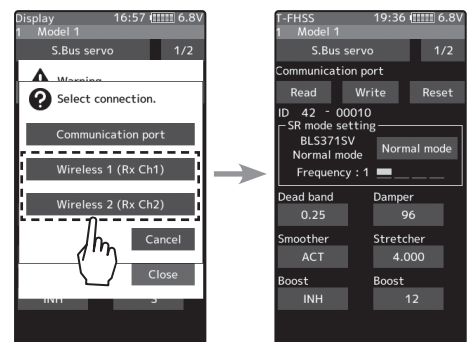 Display 16:57 6.8V
1 Model 1
S.Bus servo 1/2
Warning
Select connection.
Communication port
Wireless 1 (Rx Ch1)
Wireless 2 (Rx Ch2)
Cancel
Close
INH 3
T-FHSS 19:36 6.8V
1 Model 1
S.Bus servo 1/2
Communication port
Read Write Reset
ID 42 - 00010
SR mode setting
BLS371SV
Normal mode Normal mode
Frequency : 1
Dead band Damper
0.25 96
Smoother Stretcher
ACT 4.000
Boost Boost
INH 12